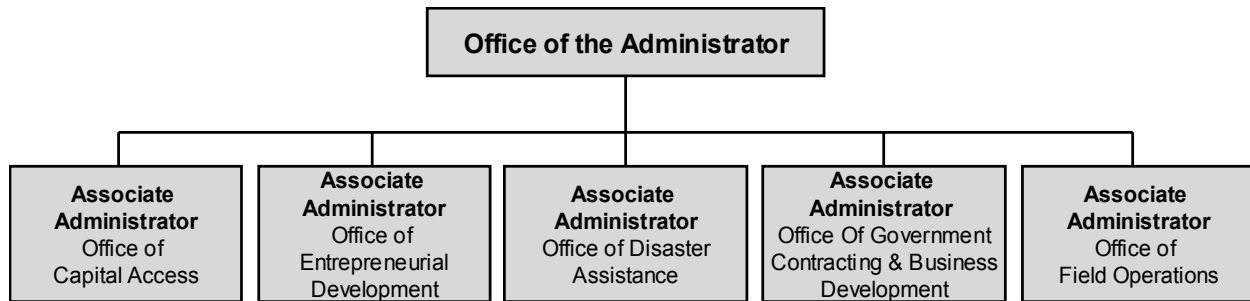 Office of the Administrator
Associate
Administrator
Office of
Capital Access
Associate
Administrator
Office of
Entrepreneurial
Development
Associate
Administrator
Office of Disaster
Assistance
Associate
Administrator
Office Of Government
Contracting & Business
Development
Associate
Administrator
Office of
Field Operations